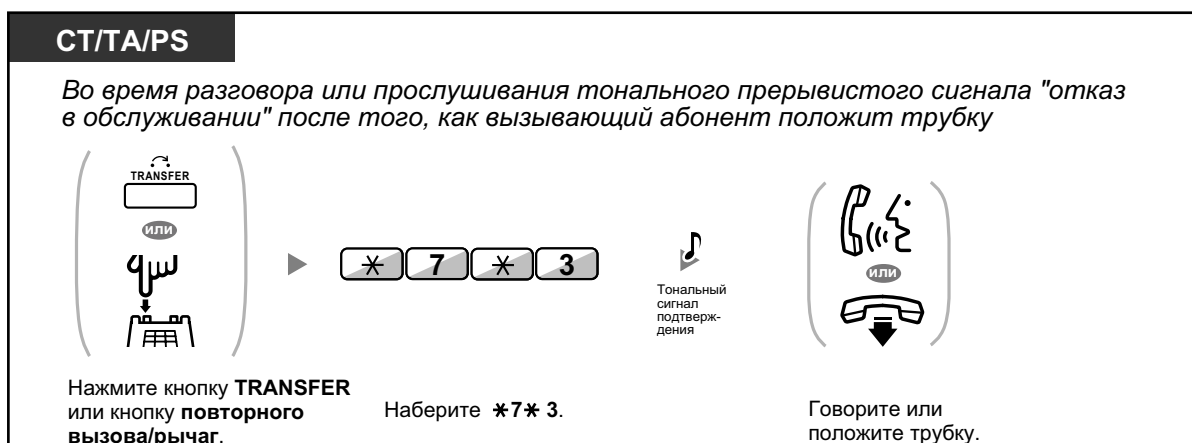 CT/TA/PS
Во время разговора или прослушивания тонального прерывистого сигнала "отказ
в обслуживании" после того, как вызывающий абонент положит трубку
TRANSFER
или
* 7 * 3
Тональный
сигнал
подтверж-
дения
или
Нажмите кнопку TRANSFER
или кнопку повторного
вызова/рычаг.
Наберите *7* 3.
Говорите или
положите трубку.